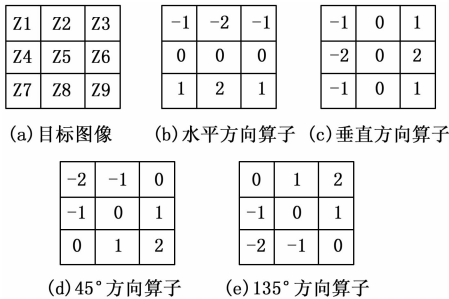 Z1 Z2 Z3 -1 -2 -1 -1 0 1
Z4 Z5 Z6 0 0 0 -2 0 2
Z7 Z8 Z9 1 2 1 -1 0 1
(a)目标图像 (b)水平方向算子 (c)垂直方向算子
-2 -1 0 0 1 2
-1 0 1 -1 0 1
0 1 2 -2 -1 0
(d)45°方向算子 (e)135°方向算子